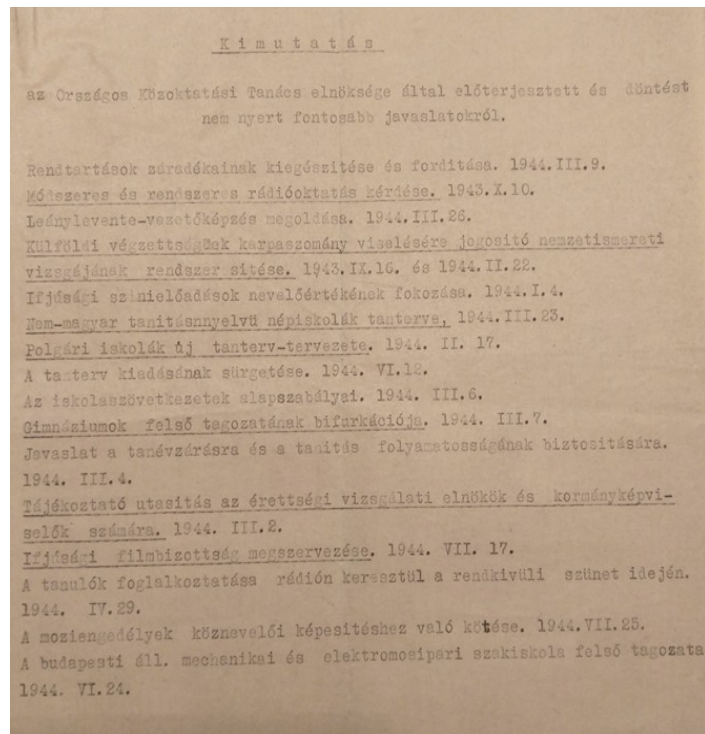 Kimutatás
az Országos Közoktatási Tanács elnöksége által előterjesztett és döntést
nem nyert fontosabb javaslatokról.
Rendtartások záradékainak kiegészitése és forditása. 1944.III.9.
Módszeres és rendszeres rádióoktatás kérdése. 1943.X.10.
Leánylevente-vezetőképzés megoldása. 1944.III.26.
Külföldi végzettségüek karpaszomány viselésére jogositó nemzetismereti
vizsgájának rendszer sitése. 1943.IX.16. és 1944.II.22.
Ifjúsági szinielőadások nevelőértékének fokozása. 1944.I.4.
Nem-magyar tanitásnnyelvü népiskolák tanterve, 1944.III.23.
Polgári iskolák új tanterv-tervezete. 1944. II. 17.
A tanterv kiadásának sürgetése. 1944. VI.12.
Az iskolaszövetkezetek alapszabályai. 1944. III.6.
Gimnáziumok felső tagozatának bifurkációja. 1944. III.7.
Javaslat a tanévzárásra és a tanitás folyamatosságának biztositására.
1944. III.4.
Tájékoztató utasitás az érettségi vizsgálati elnökök és kormányképvi-
selők számára. 1944. III.2.
Ifjúsági filmbizottság megszervezése. 1944. VII. 17.
A tanulók foglalkoztatása rádión keresztül a rendkivüli szünet idején.
1944. IV.29.
A moziengedélyek köznevelői képesitéshez való kötése. 1944.VII.25.
A budapesti áll. mechanikai és elektromosipari szakiskola felső tagozata
1944. VI.24.